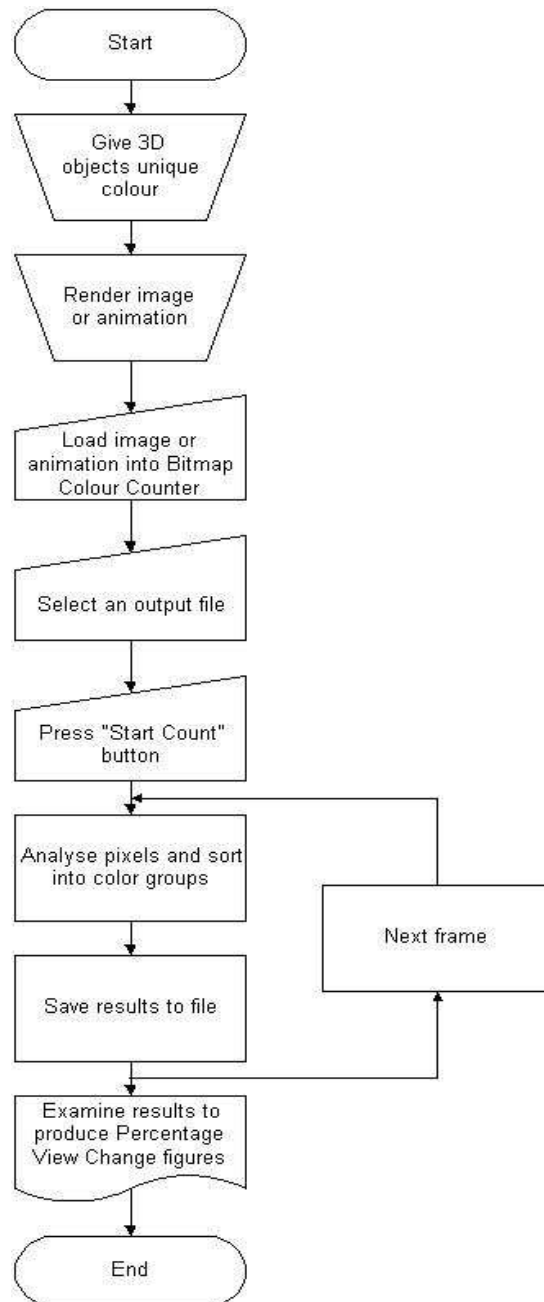 Start
Give 3D
objects unique
colour
Render image
or animation
Load image or
animation into Bitmap
Colour Counter
Select an output file
Press "Start Count"
button
Analyse pixels and sort
into color groups
Next frame
Save results to file
Examine results to
produce Percentage
View Change figures
End